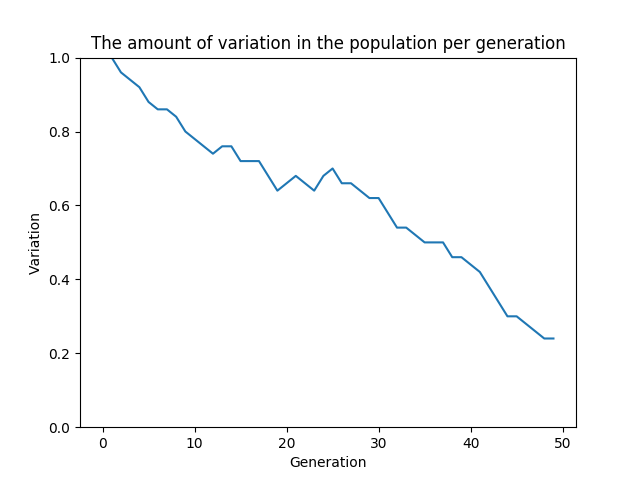 The amount of variation in the population per generation
1.0
0.8
0.6
0.4
0.2
0.0
Variation
0 10 20 30 40 50
Generation